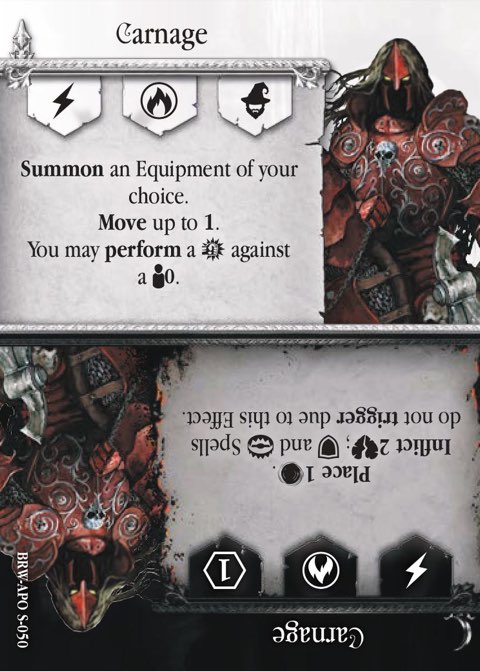 Carnage
Summon an Equipment of your
choice.
Move up to 1.
You may perform a against
a 0.
Carnage
1
Place 1 .
Inflict 2 ; and Spells
do not trigger due to this Effect.
BRW-APO S-050